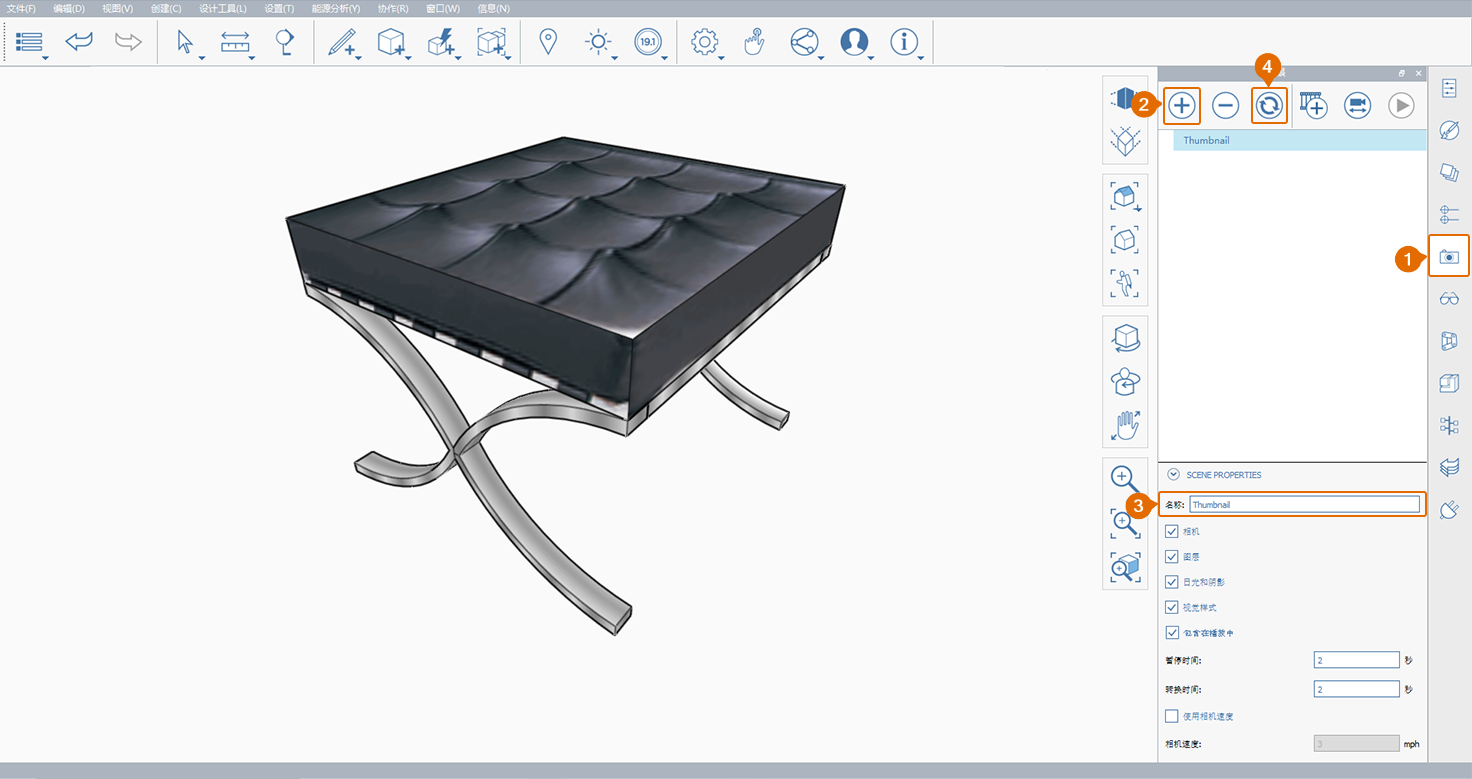 文件(F) 编辑(D) 视图(V) 创建(C) 设计工具(L) 设置(T) 能源分析(Y) 协作(R) 窗口(W) 信息(N)
19.1
4
2
Thumbnail
1
SCENE PROPERTIES
3
名称: Thumbnail
相机
图层
日光和阴影
视觉样式
包含在播放中
暂停时间: 2 秒
转换时间: 2 秒
使用相机速度
相机速度: 3 mph